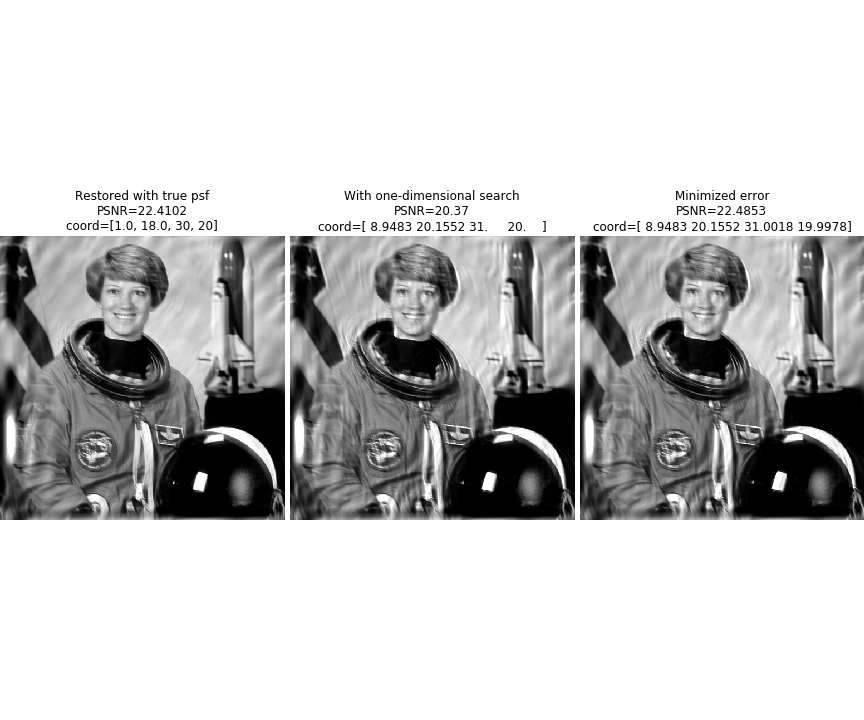 Restored with true psf
PSNR=22.4102
coord=[1.0, 18.0, 30, 20]
With one-dimensional search
PSNR=20.37
coord=[ 8.9483 20.1552 31. 20. ]
Minimized error
PSNR=22.4853
coord=[ 8.9483 20.1552 31.0018 19.9978]